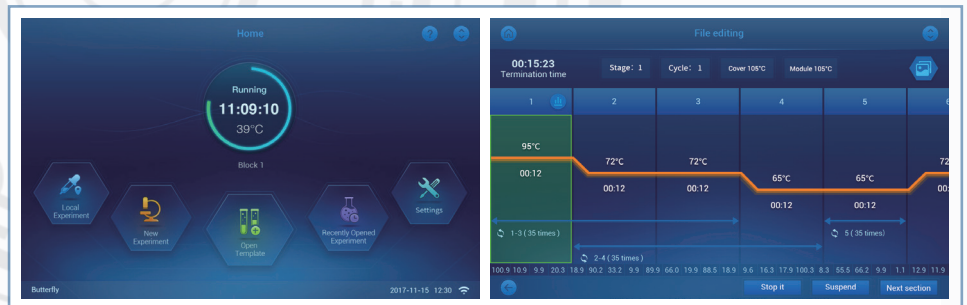 Home
?
Running
11:09:10
39°C
Block 1
Local
Experiment
New
Experiment
Open
Template
Recently Opened
Experiment
Settings
Butterfly
2017-11-15 12:30
File editing
00:15:23
Termination time
Stage: 1
Cycle: 1
Cover 105°C
Module 105°C
1
2
3
4
5
6
95°C
00:12
72°C
00:12
72°C
00:12
65°C
00:12
65°C
00:12
72
00:
1-3 ( 35 times )
5 ( 35 times)
2-4 ( 35 times )
100.9 10.9 9.9 20.3 18.9 90.2 33.2 9.9 89.9 66.0 19.9 88.5 18.9 9.6 16.3 17.9 100.3 8.3 55.5 66.2 9.9 1.1 12.9 11.9
Stop it
Suspend
Next section